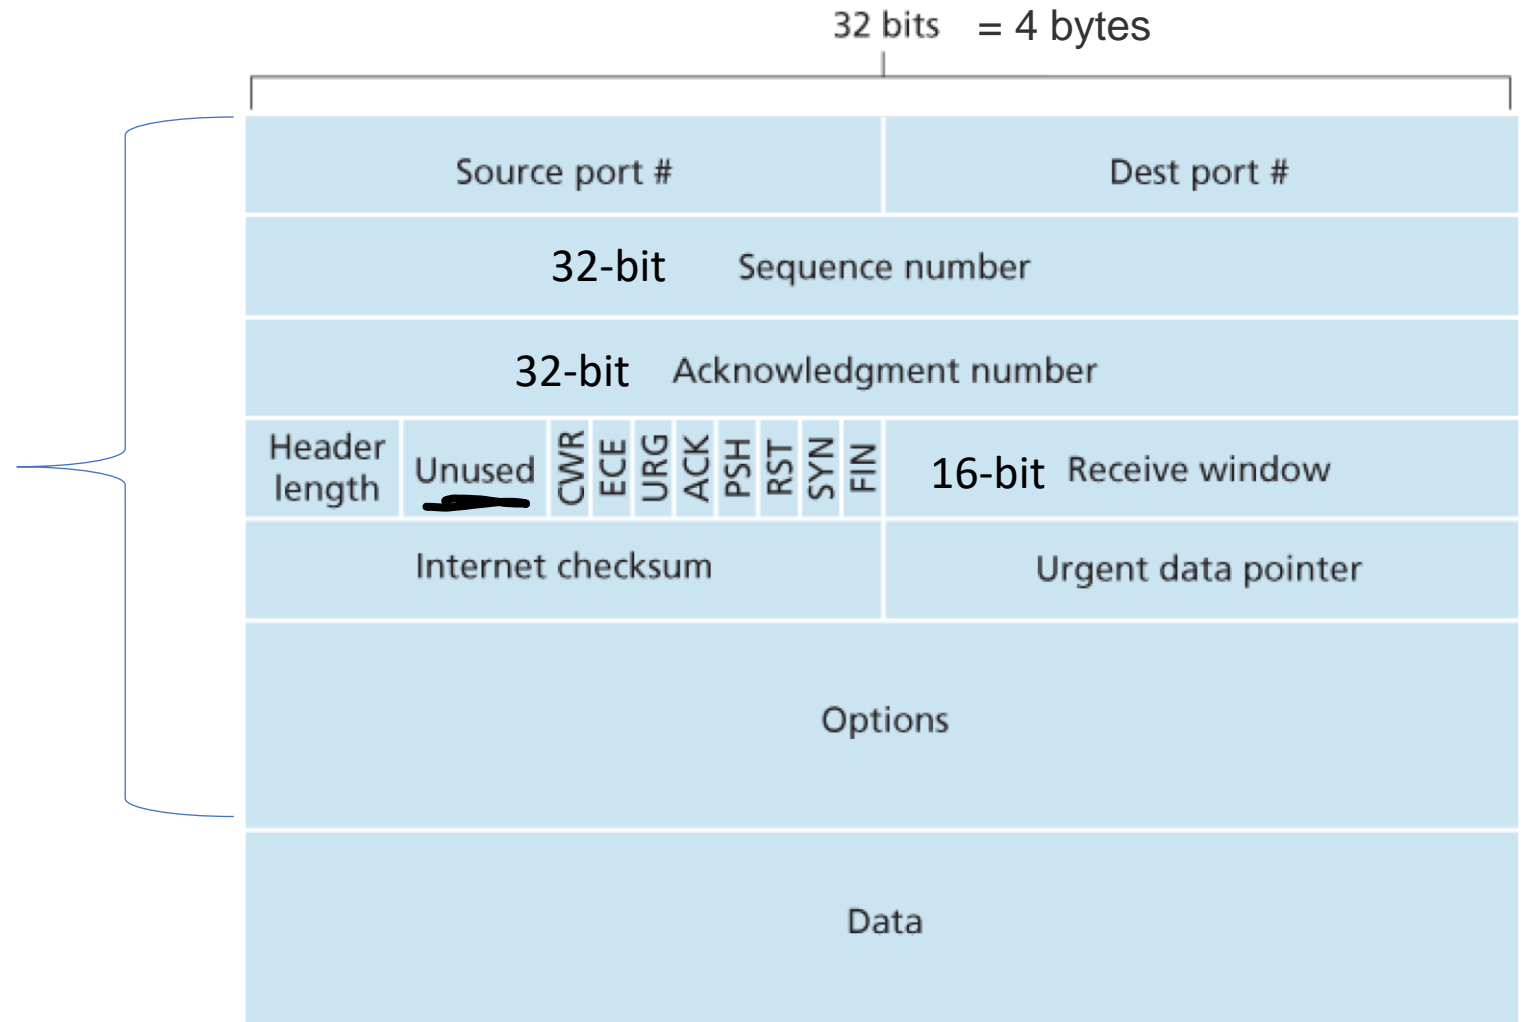 32 bits = 4 bytes
Source port # Dest port #
32-bit Sequence number
32-bit Acknowledgment number
Header
length
Unused
CWR
ECE
URG
ACK
PSH
RST
SYN
FIN
16-bit Receive window
Internet checksum Urgent data pointer
Options
Data